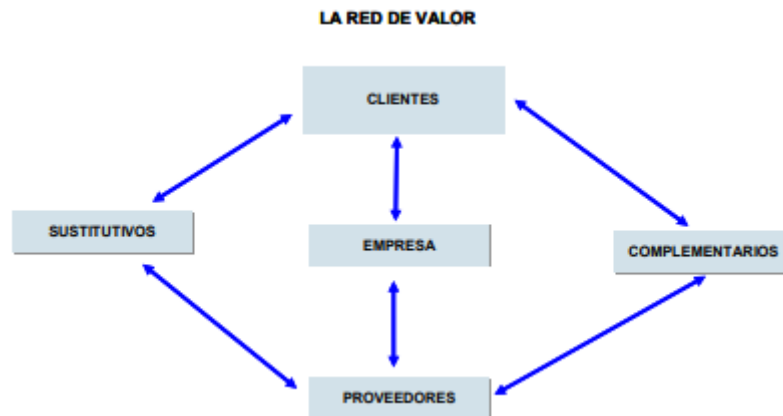 LA RED DE VALOR
CLIENTES
SUSTITUTIVOS
EMPRESA
COMPLEMENTARIOS
PROVEEDORES